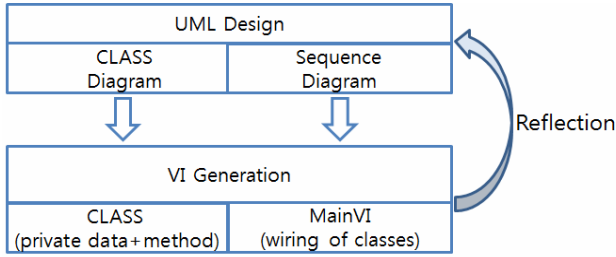 UML Design
CLASS
Diagram
Sequence
Diagram
Reflection
VI Generation
CLASS
(private data+method)
MainVI
(wiring of classes)